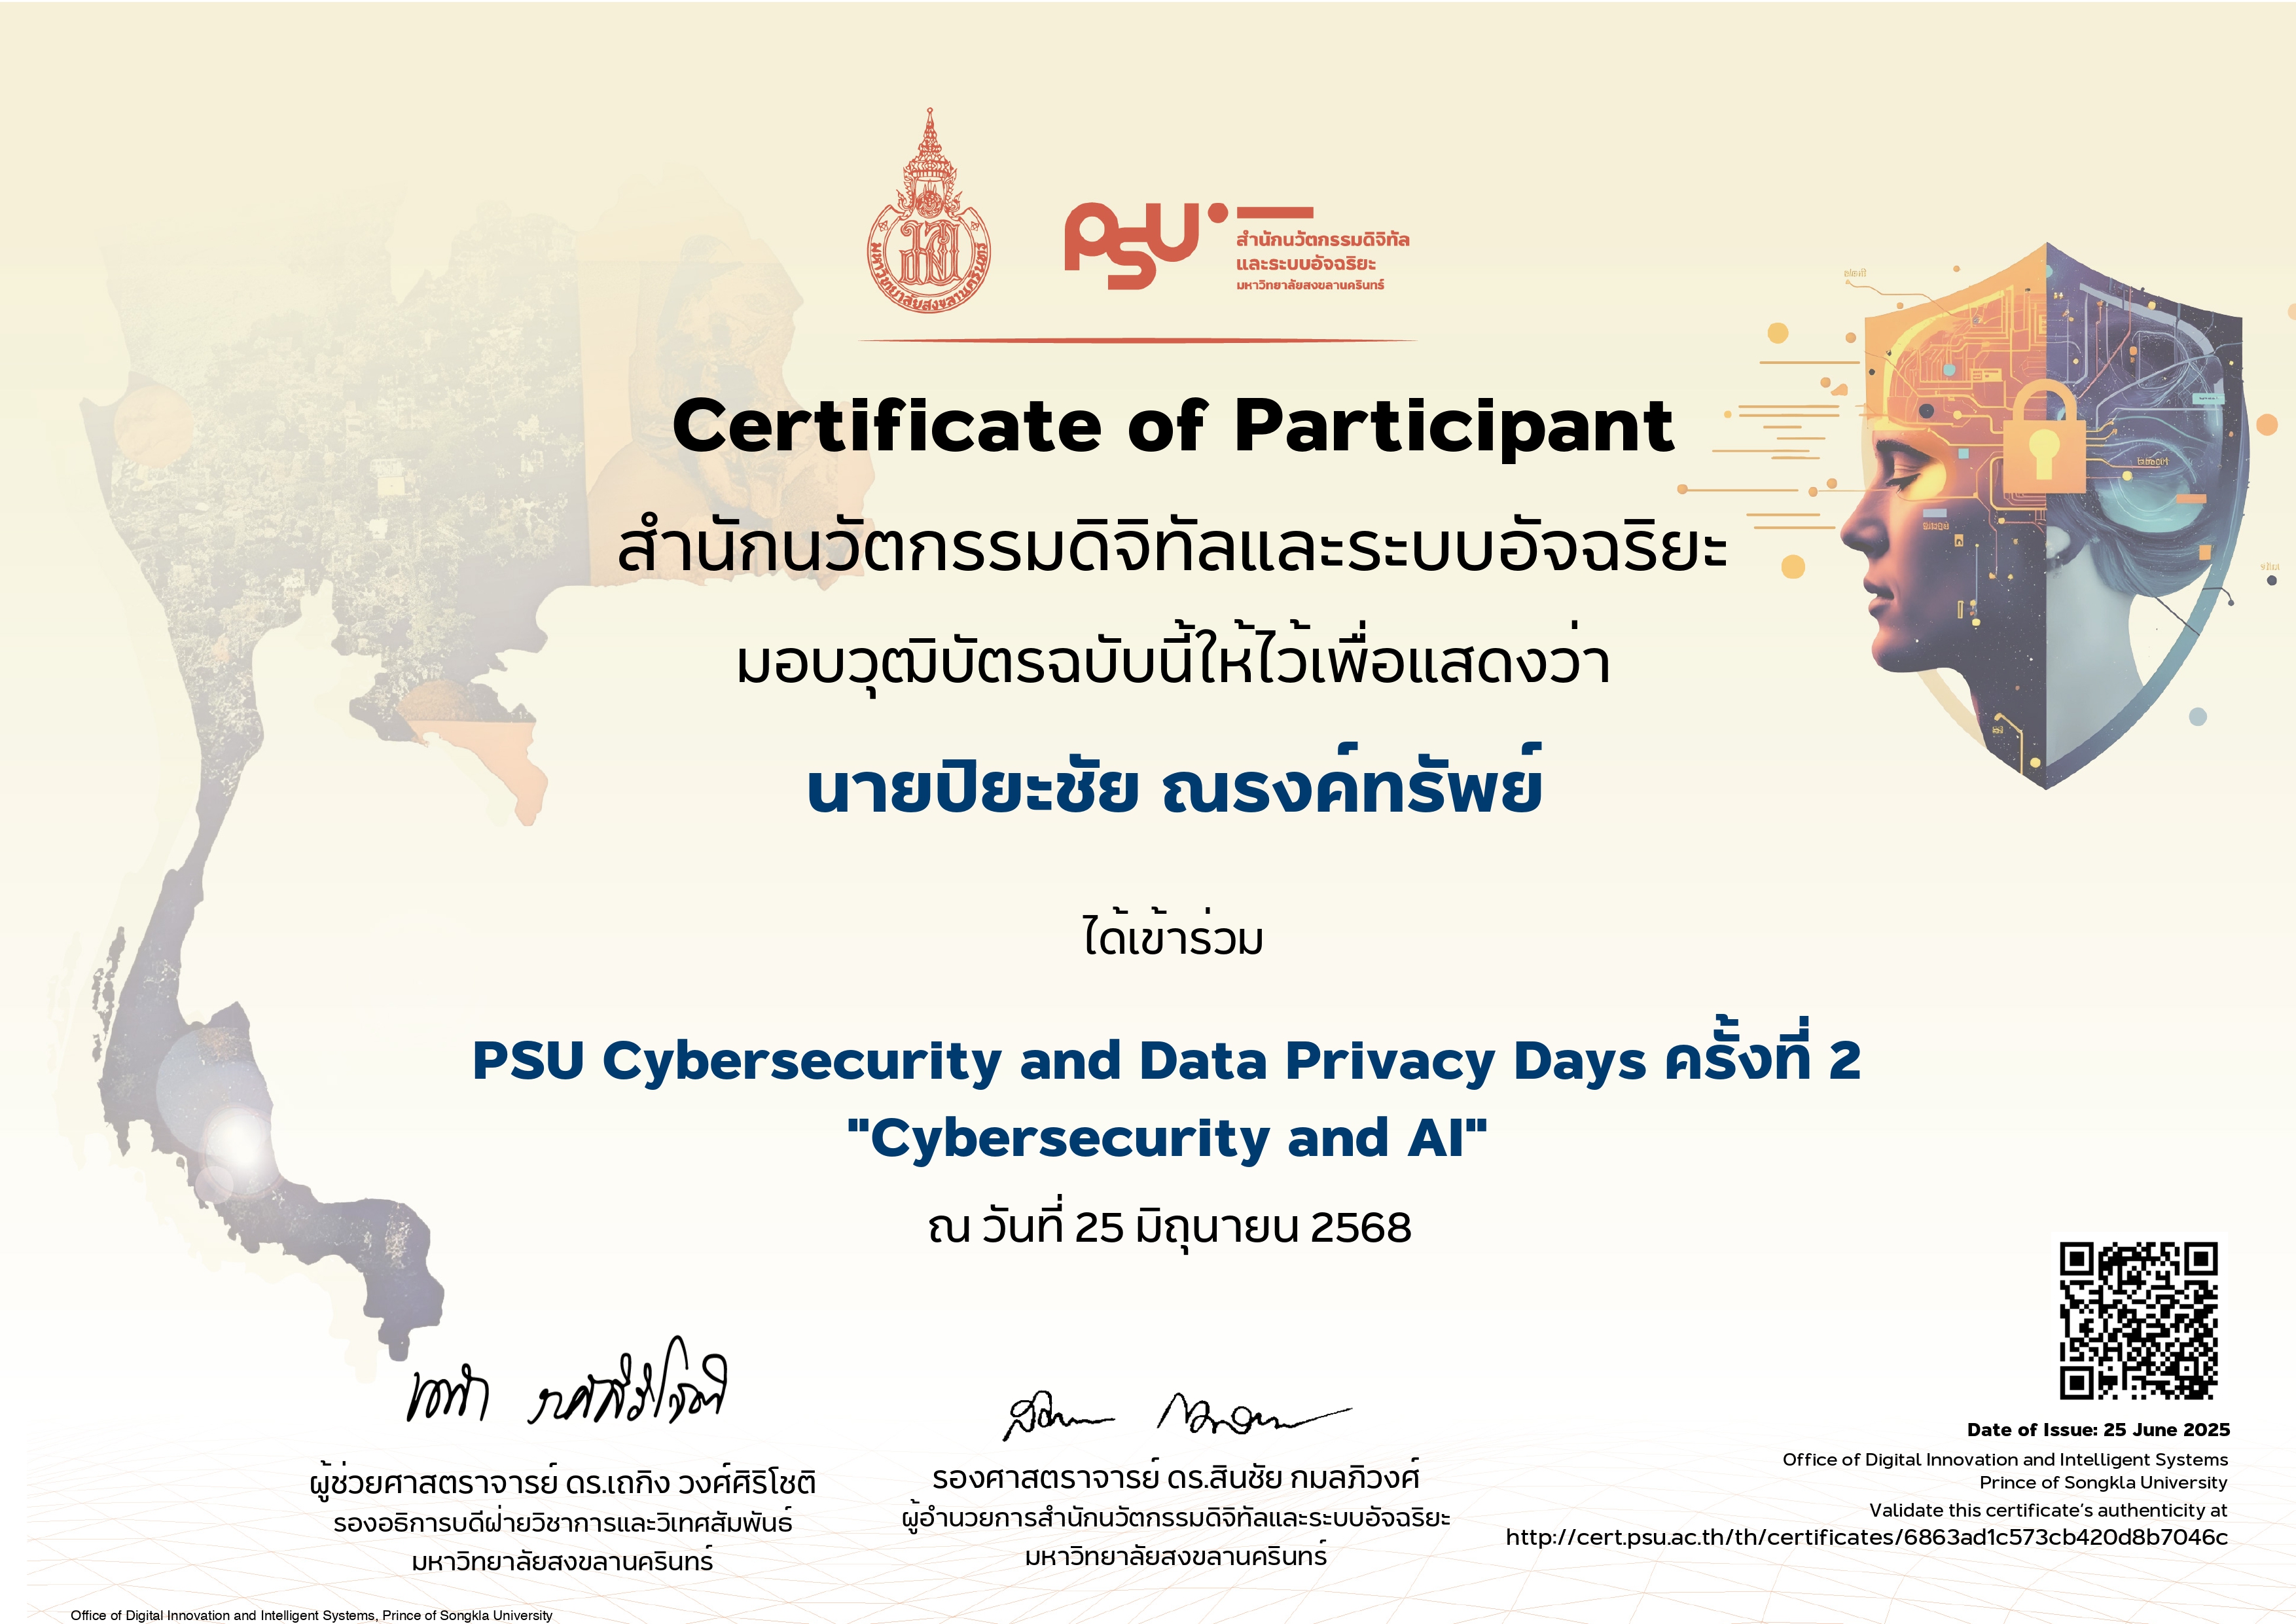 มหาวิทยาลัยสงขลานครินทร์
PSU
สำนักนวัตกรรมดิจิทัล
และระบบอัจฉริยะ
มหาวิทยาลัยสงขลานครินทร์
Certificate of Participant
สำนักนวัตกรรมดิจิทัลและระบบอัจฉริยะ
มอบวุฒิบัตรฉบับนี้ให้ไว้เพื่อแสดงว่า
นายปิยะชัย ณรงค์ทรัพย์
ได้เข้าร่วม
PSU Cybersecurity and Data Privacy Days ครั้งที่ 2
"Cybersecurity and AI"
ณ วันที่ 25 มิถุนายน 2568
ผู้ช่วยศาสตราจารย์ ดร.เถกิง วงศ์ศิริโชติ
รองอธิการบดีฝ่ายวิชาการและวิเทศสัมพันธ์
มหาวิทยาลัยสงขลานครินทร์
รองศาสตราจารย์ ดร.สินชัย กมลภิวงศ์
ผู้อำนวยการสำนักนวัตกรรมดิจิทัลและระบบอัจฉริยะ
มหาวิทยาลัยสงขลานครินทร์
Date of Issue: 25 June 2025
Office of Digital Innovation and Intelligent Systems
Prince of Songkla University
Validate this certificate's authenticity at
http://cert.psu.ac.th/th/certificates/6863ad1c573cb420d8b7046c
Office of Digital Innovation and Intelligent Systems, Prince of Songkla University